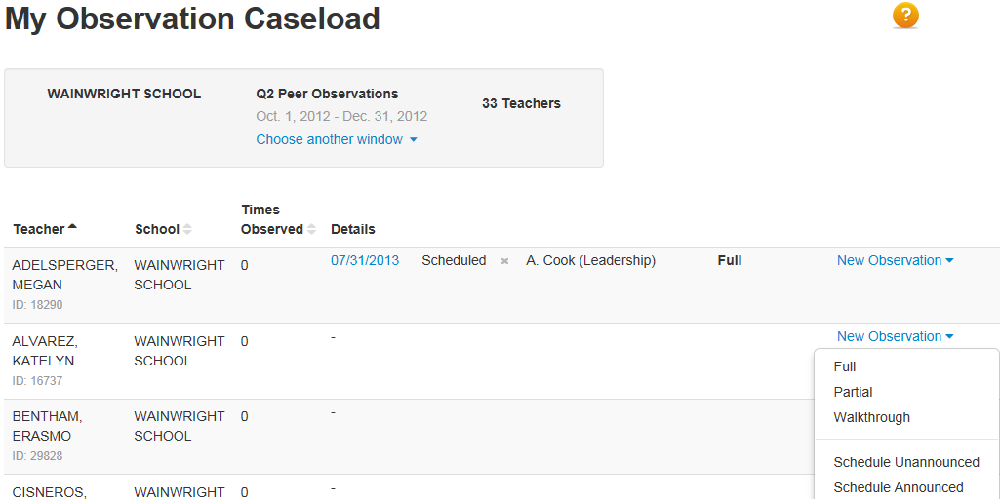 My Observation Caseload
?
WAINWRIGHT SCHOOL
Q2 Peer Observations
33 Teachers
Oct. 1, 2012 - Dec. 31, 2012
Choose another window
Times
Teacher School Observed Details
ADELSPERGER, WAINWRIGHT 0 07/31/2013 Scheduled × A. Cook (Leadership) Full New Observation
MEGAN SCHOOL
ID: 18290
ALVAREZ, WAINWRIGHT 0 - New Observation
KATELYN SCHOOL
ID: 16737
Full
Partial
Walkthrough
Schedule Unannounced
Schedule Announced
BENTHAM, WAINWRIGHT 0 -
ERASMO SCHOOL
ID: 29828
CISNEROS, WAINWRIGHT 0 -